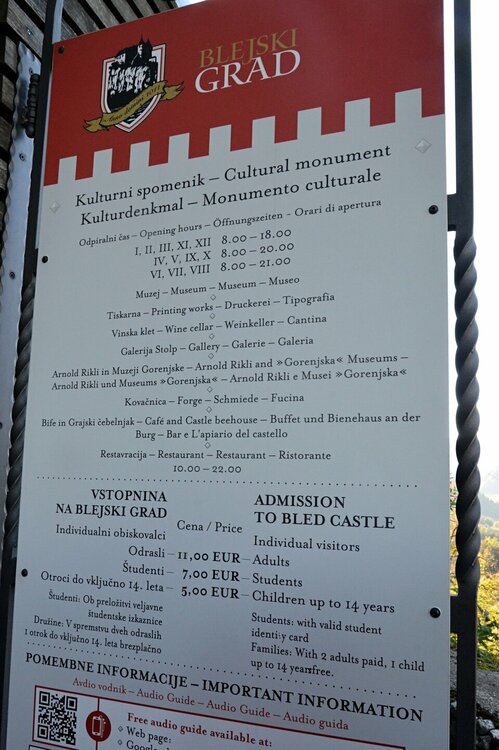 Anno domini 1011
BLEJSKI
GRAD
Kulturni spomenik – Cultural monument
Kulturdenkmal – Monumento culturale
Odpiralni čas – Opening hours – Öffnungszeiten – Orari di apertura
I, II, III, XI, XII 8.00 – 18.00
IV, V, IX, X 8.00 – 20.00
VI, VII, VIII 8.00 – 21.00
Muzej – Museum – Museum – Museo
Tiskarna – Printing works – Druckerei – Tipografia
Vinska klet – Wine cellar – Weinkeller – Cantina
Galerija Stolp – Gallery – Galerie – Galeria
Arnold Rikli in Muzeji Gorenjske – Arnold Rikli and »Gorenjska« Museums –
Arnold Rikli und Museums »Gorenjska« – Arnold Rikli e Musei »Gorenjska«
Kovačnica – Forge – Schmiede – Fucina
Bife in Grajski čebelnjak – Café and Castle beehouse – Buffet und Bienehaus an der
Burg – Bar e L'apiario del castello
Restavracija – Restaurant – Restaurant – Ristorante
10.00 – 22.00
VSTOPNINA
NA BLEJSKI GRAD
Individualni obiskovalci
Cena / Price
ADMISSION
TO BLED CASTLE
Individual visitors
Odrasli – 11,00 EUR – Adults
Študenti – 7,00 EUR – Students
Otroci do vključno 14. leta – 5,00 EUR – Children up to 14 years
Študenti: Ob preložitvi veljavne
študentske izkaznice
Družine: V spremstvu dveh odraslih
1 otrok do vključno 14. leta brezplačno
Students: with valid student
identity card
Families: With 2 adults paid, 1 child
up to 14 years free.
POMEMBNE INFORMACIJE – IMPORTANT INFORMATION
Avdio vodnik – Audio Guide – Audio Guide – Audio guida
Free audio guide available at:
Web page: